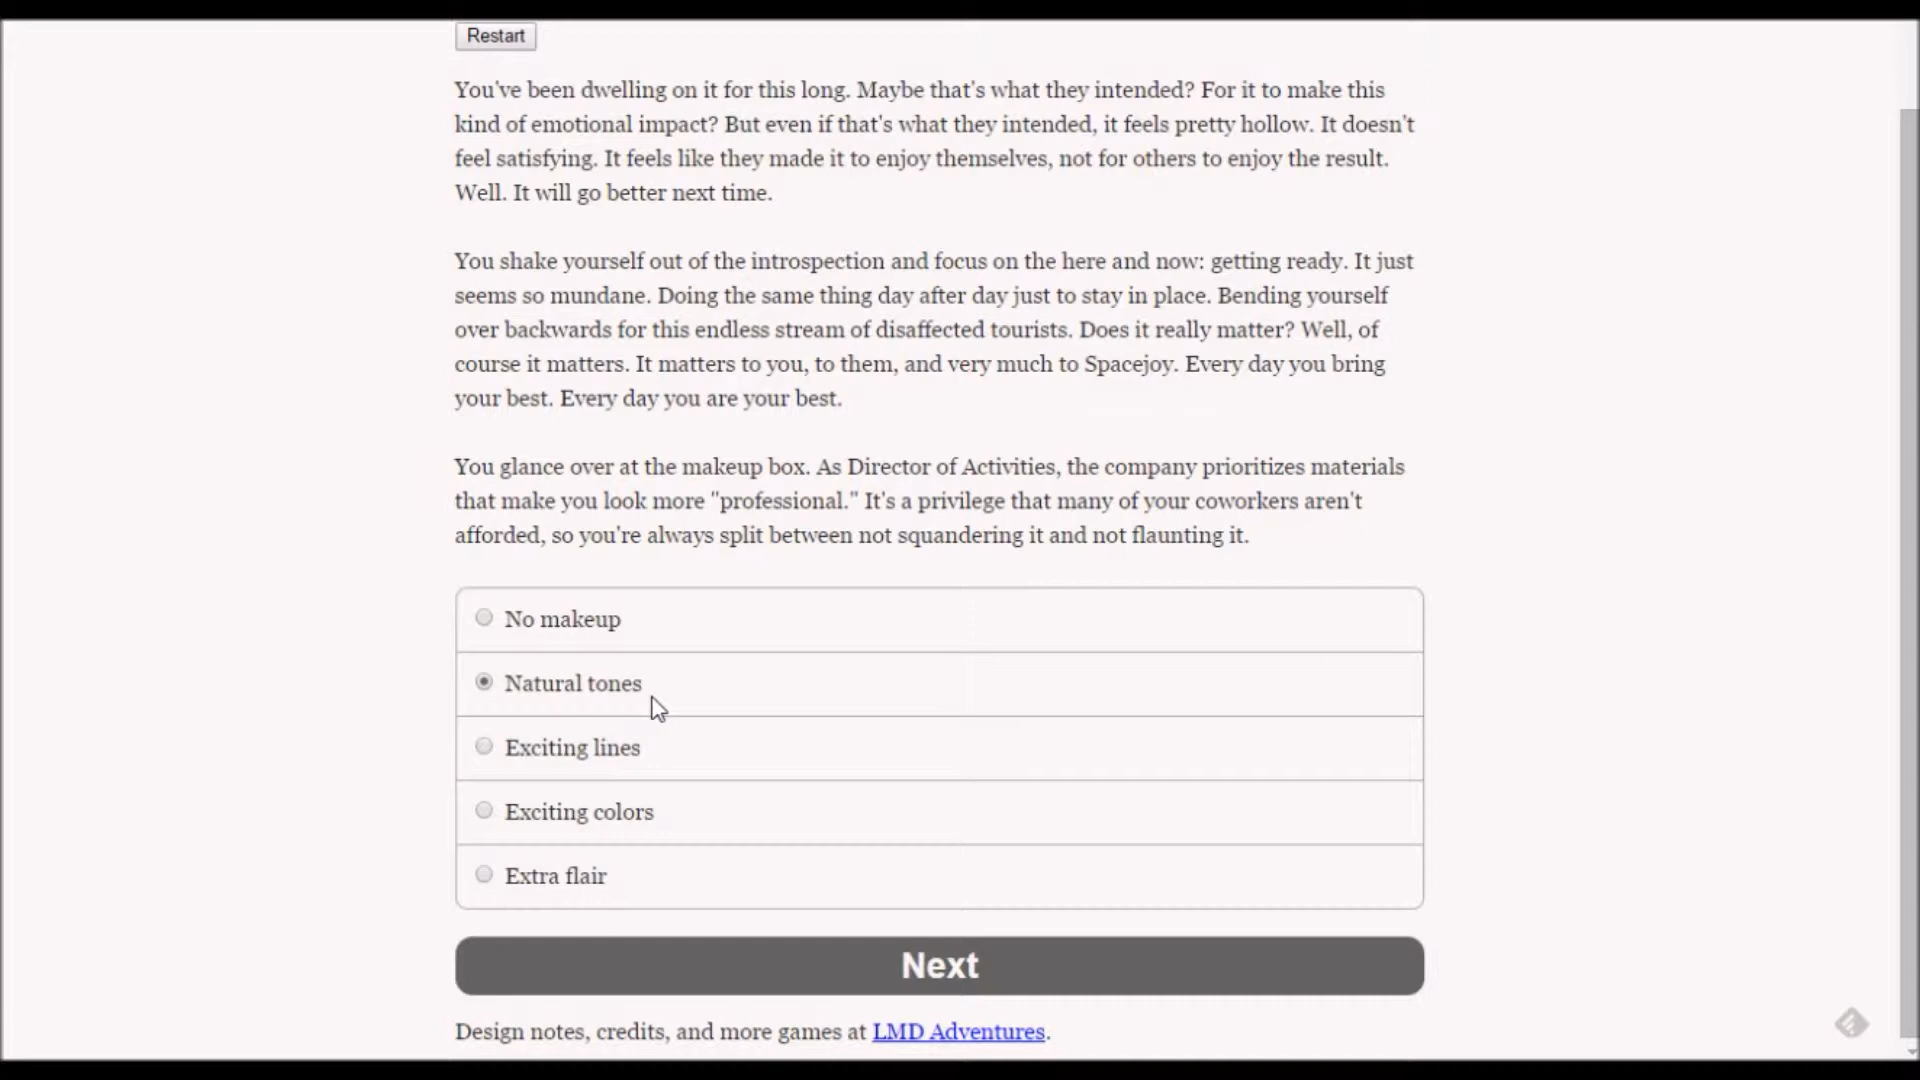 Restart
You've been dwelling on it for this long. Maybe that's what they intended? For it to make this
kind of emotional impact? But even if that's what they intended, it feels pretty hollow. It doesn't
feel satisfying. It feels like they made it to enjoy themselves, not for others to enjoy the result.
Well. It will go better next time.
You shake yourself out of the introspection and focus on the here and now: getting ready. It just
seems so mundane. Doing the same thing day after day just to stay in place. Bending yourself
over backwards for this endless stream of disaffected tourists. Does it really matter? Well, of
course it matters. It matters to you, to them, and very much to Spacejoy. Every day you bring
your best. Every day you are your best.
You glance over at the makeup box. As Director of Activities, the company prioritizes materials
that make you look more "professional." It's a privilege that many of your coworkers aren't
afforded, so you're always split between not squandering it and not flaunting it.
No makeup
Natural tones
Exciting lines
Exciting colors
Extra flair
Next
Design notes, credits, and more games at LMD Adventures.